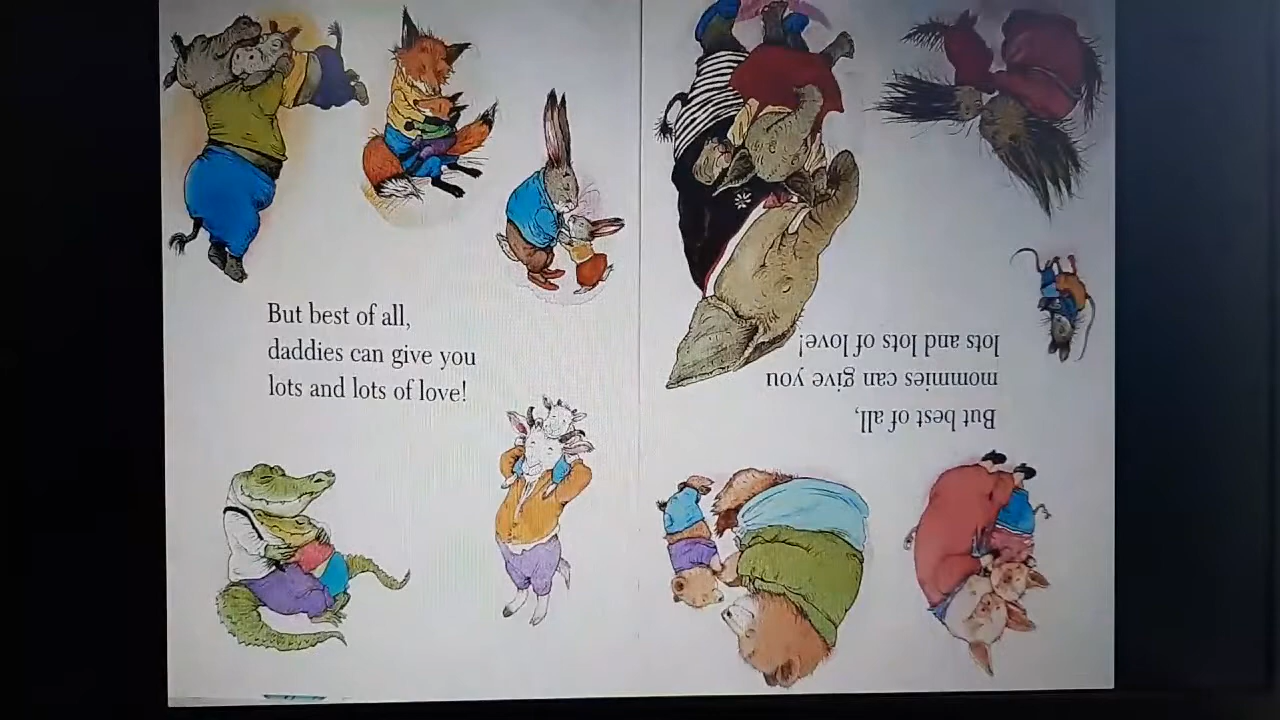 But best of all,
daddies can give you
lots and lots of love!
But best of all,
mommies can give you
lots and lots of love!